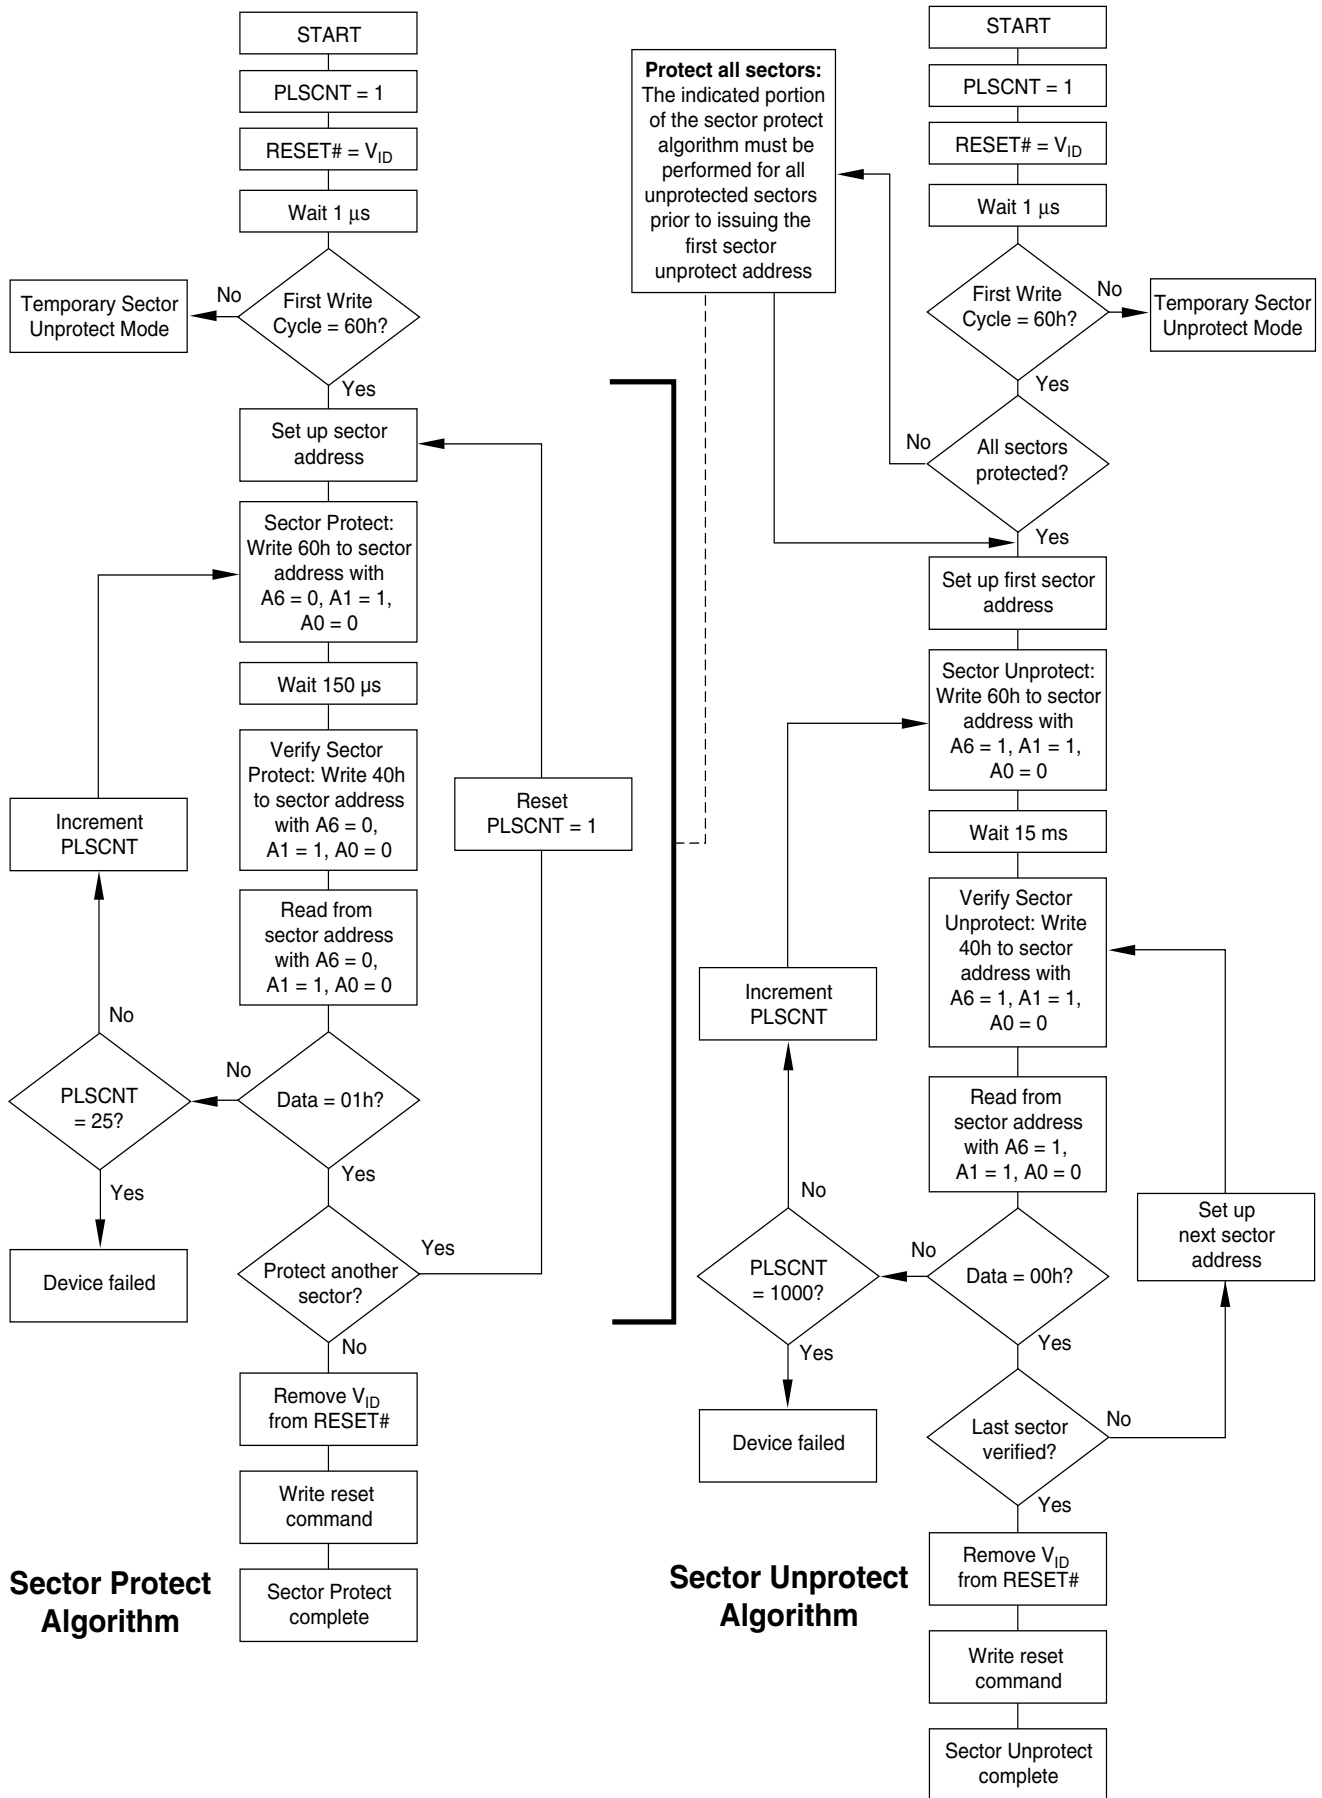 START
PLSCNT = 1
RESET# = VID
Wait 1 μs
First Write
Cycle = 60h?
No
Temporary Sector
Unprotect Mode
Yes
Set up sector
address
Sector Protect:
Write 60h to sector
address with
A6 = 0, A1 = 1,
A0 = 0
Wait 150 µs
Verify Sector
Protect: Write 40h
to sector address
with A6 = 0,
A1 = 1, A0 = 0
Increment
PLSCNT
Reset
PLSCNT = 1
Read from
sector address
with A6 = 0,
A1 = 1, A0 = 0
No
PLSCNT
= 25?
No
Data = 01h?
Yes
Yes
Device failed
Protect another
sector?
Yes
No
Remove VID
from RESET#
Write reset
command
Sector Protect
complete
Sector Protect
Algorithm
Protect all sectors:
The indicated portion
of the sector protect
algorithm must be
performed for all
unprotected sectors
prior to issuing the
first sector
unprotect address
START
PLSCNT = 1
RESET# = VID
Wait 1 μs
First Write
Cycle = 60h?
No
Temporary Sector
Unprotect Mode
Yes
No
All sectors
protected?
Yes
Set up first sector
address
Sector Unprotect:
Write 60h to sector
address with
A6 = 1, A1 = 1,
A0 = 0
Wait 15 ms
Verify Sector
Unprotect: Write
40h to sector
address with
A6 = 1, A1 = 1,
A0 = 0
Increment
PLSCNT
Read from
sector address
with A6 = 1,
A1 = 1, A0 = 0
No
Set up
next sector
address
PLSCNT
= 1000?
No
Data = 00h?
Yes
Yes
Device failed
Last sector
verified?
No
Yes
Remove VID
from RESET#
Write reset
command
Sector Unprotect
complete
Sector Unprotect
Algorithm